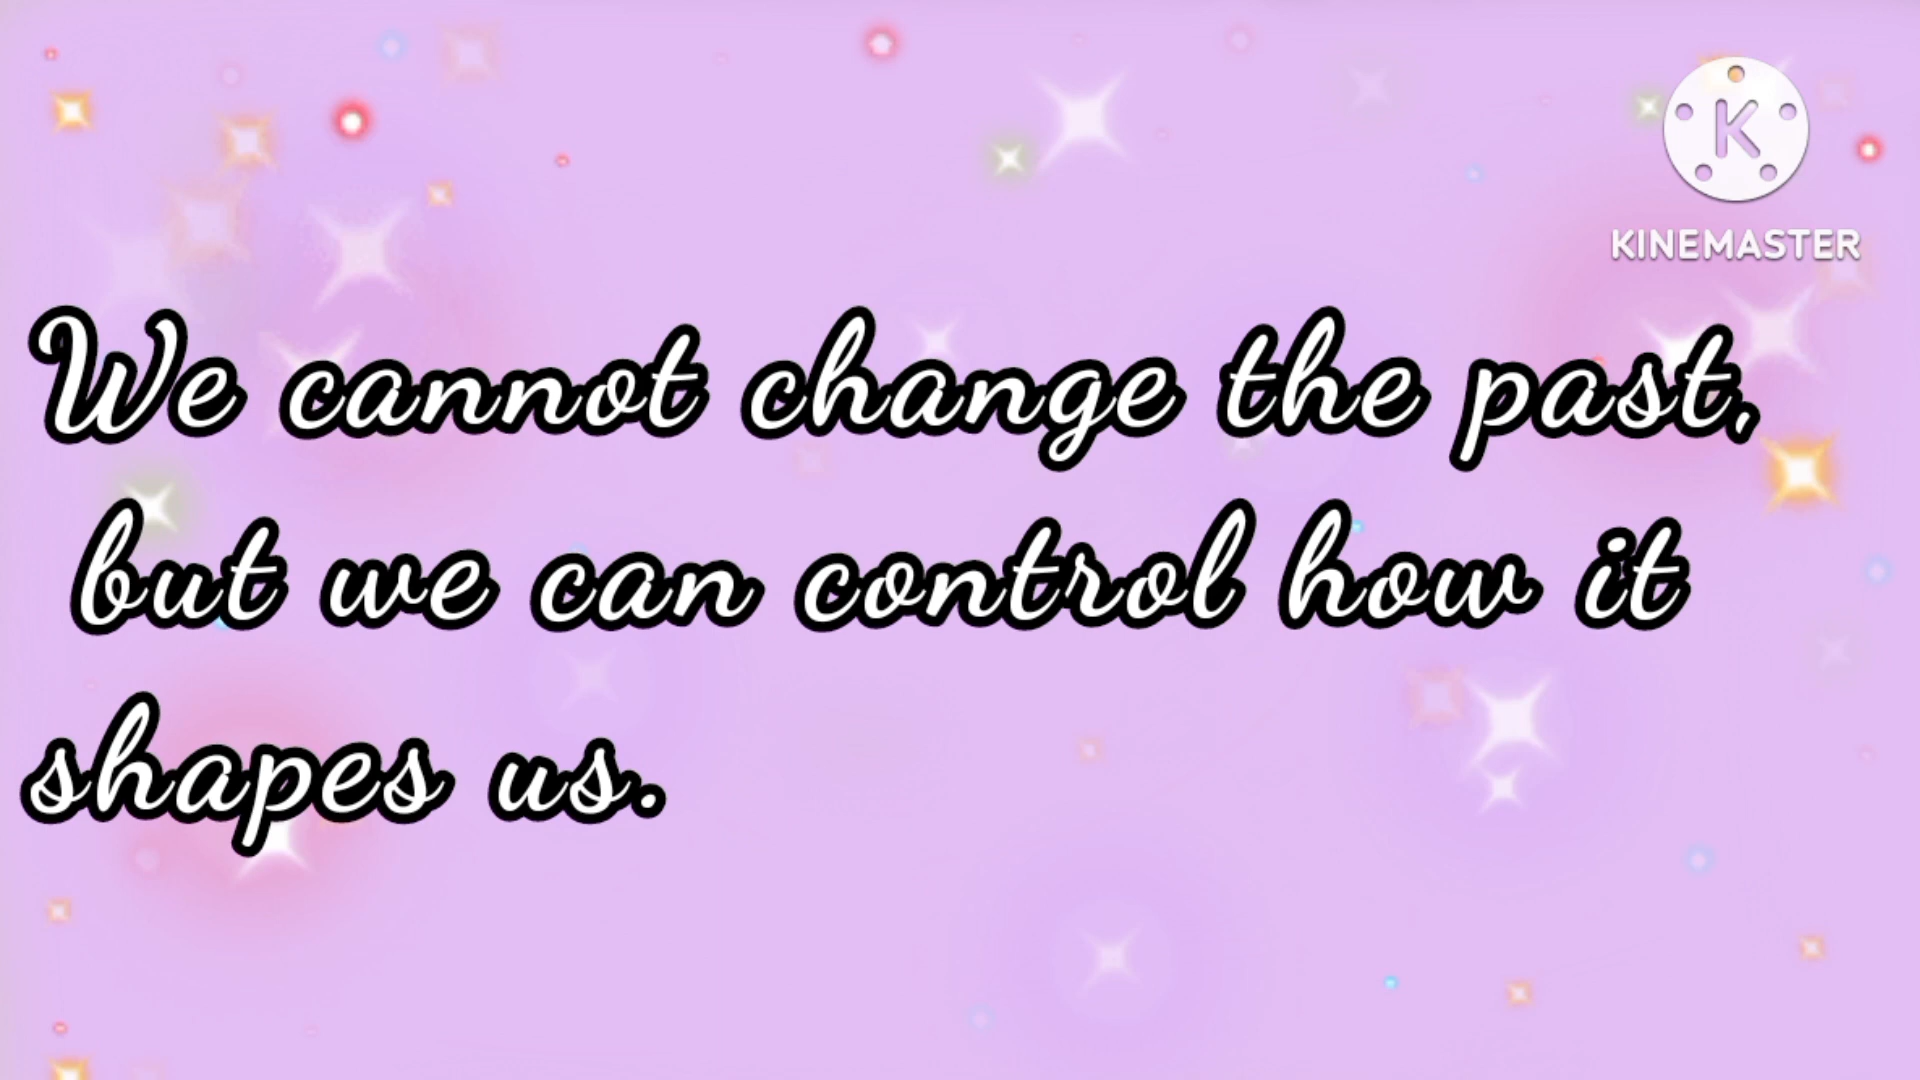 K
KINEMASTER
We cannot change the past,
but we can control how it
shapes us.